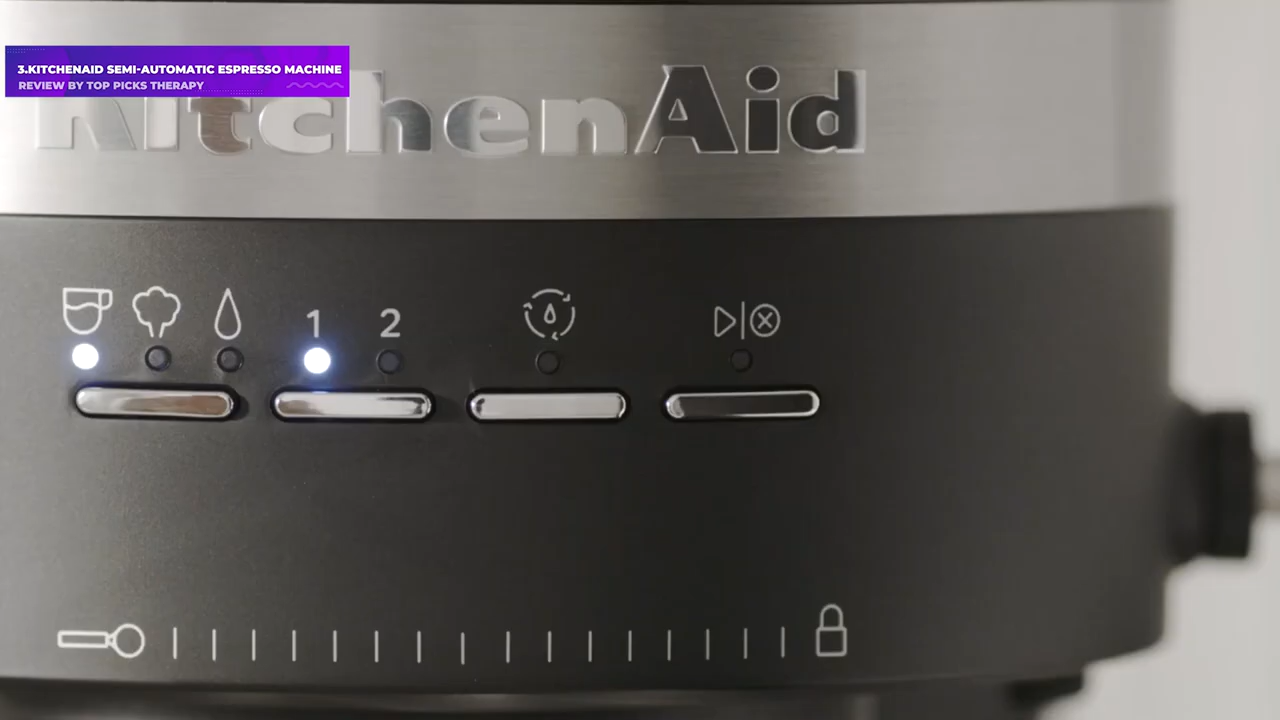 3.KITCHENAID SEMI-AUTOMATIC ESPRESSO MACHINE
REVIEW BY TOP PICKS THERAPY
KitchenAid
1 2